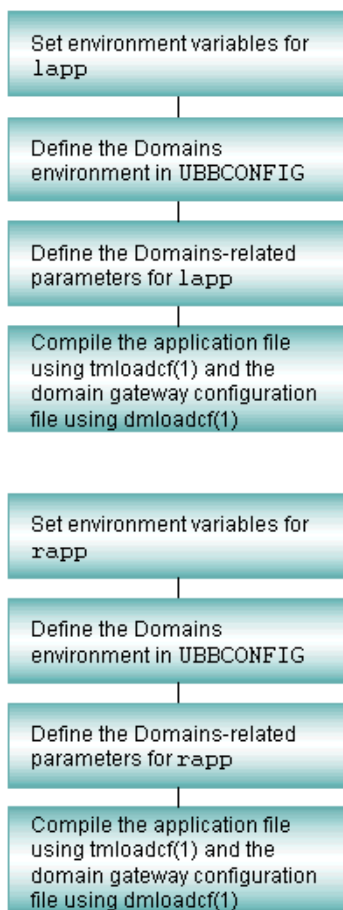 Set environment variables for
lapp
Define the Domains
environment in UBBCONFIG
Define the Domains-related
parameters for lapp
Compile the application file
using tmloadcf(1) and the
domain gateway configuration
file using dmloadcf(1)
Set environment variables for
rapp
Define the Domains
environment in UBBCONFIG
Define the Domains-related
parameters for rapp
Compile the application file
using tmloadcf(1) and the
domain gateway configuration
file using dmloadcf(1)